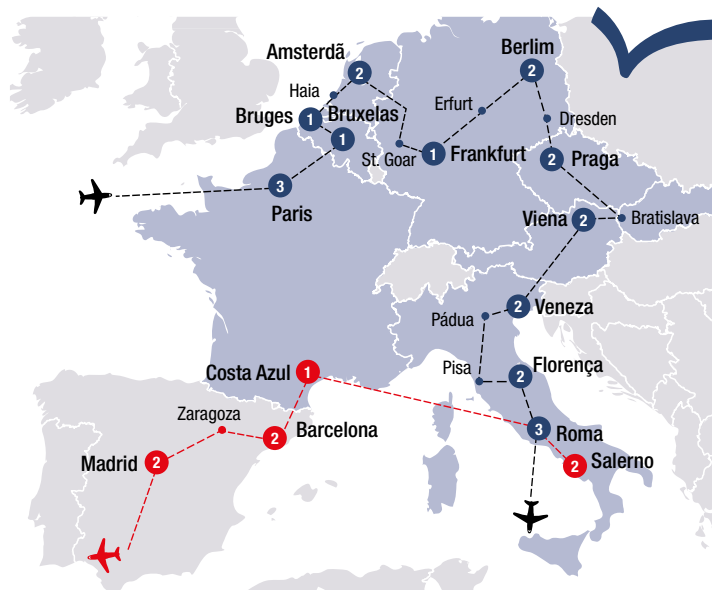 Amsterdã
2
Haia
Bruges
1
Bruxelas
1
Paris
3
St. Goar
1
Frankfurt
Erfurt
Berlim
2
Dresden
Praga
2
Viena
2
Bratislava
Veneza
2
Pádua
Pisa
Florença
2
Costa Azul
1
Zaragoza
Barcelona
2
Madrid
2
Roma
3
Salerno
2